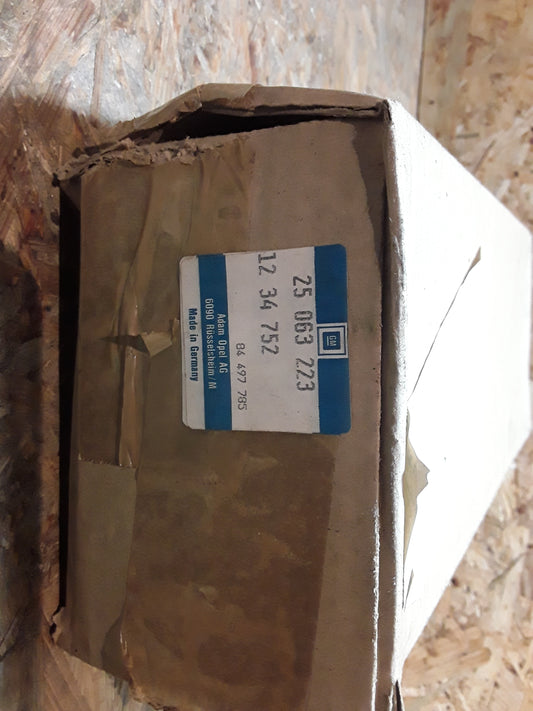 GM
25 063 223
12 34 752
84 497 785
Adam Opel AG
6090 Rüsselsheim/M
Made in Germany